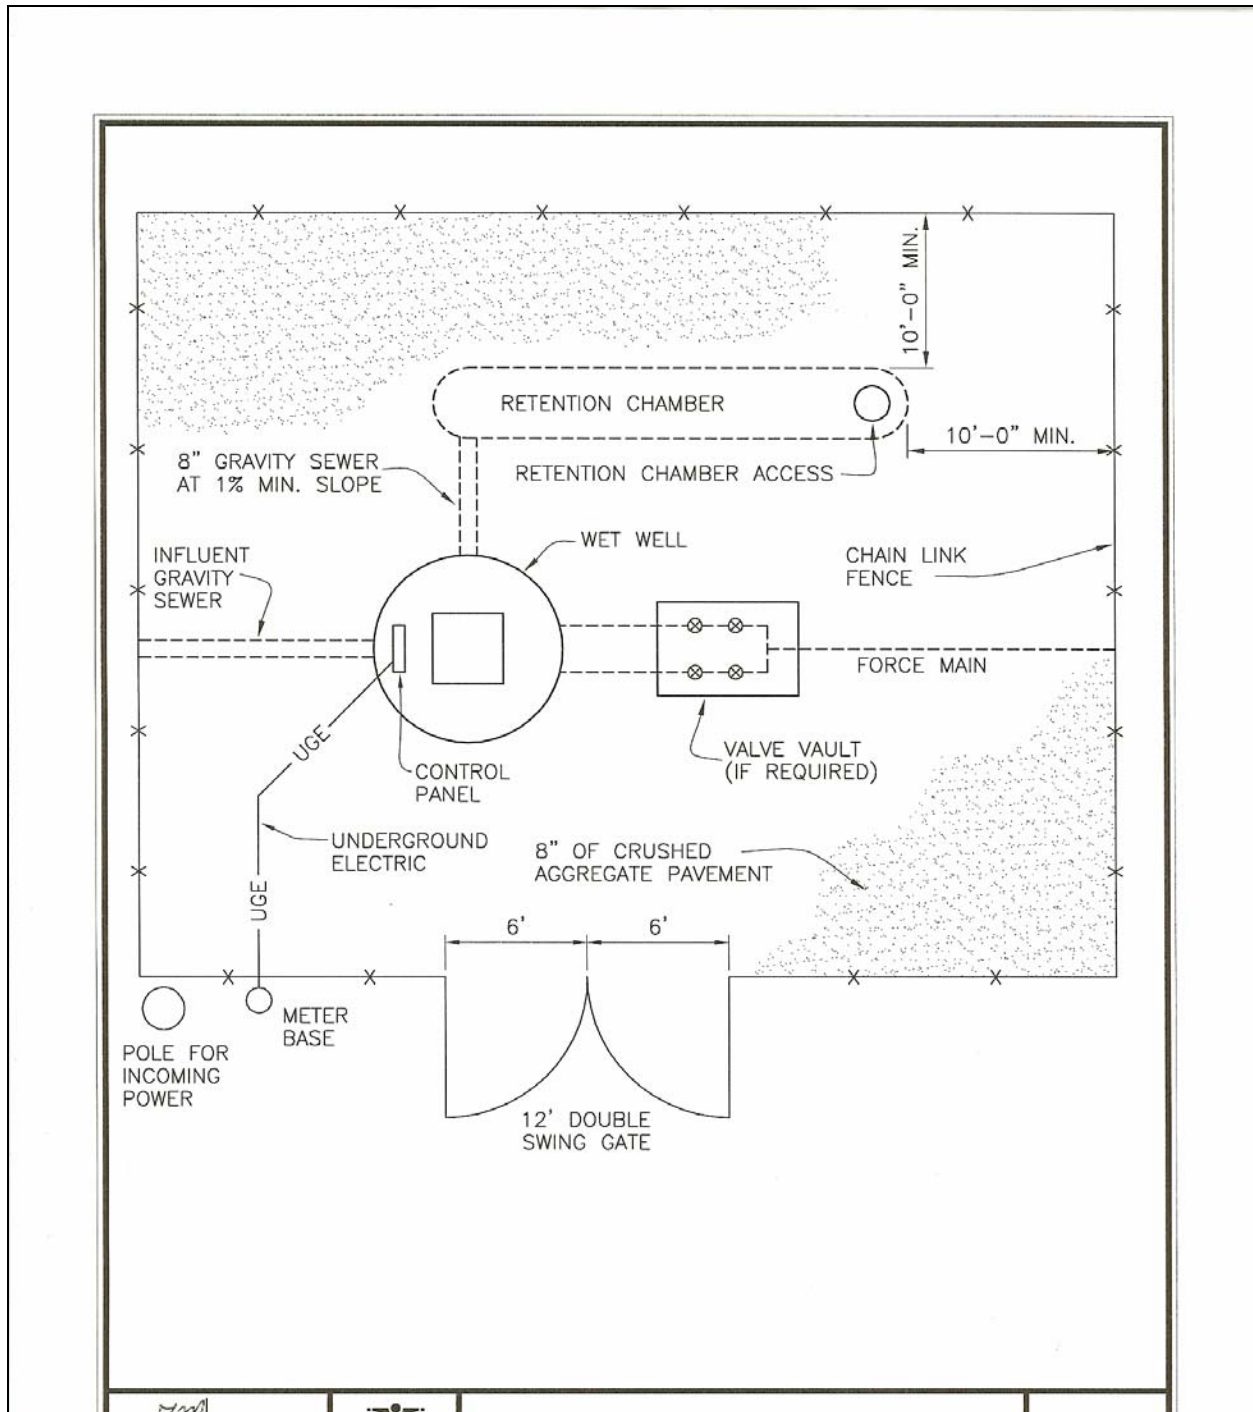 10'-0" MIN.
RETENTION CHAMBER
10'-0" MIN.
8" GRAVITY SEWER
AT 1% MIN. SLOPE
RETENTION CHAMBER ACCESS
WET WELL
INFLUENT
GRAVITY
SEWER
CHAIN LINK
FENCE
FORCE MAIN
UGE
VALVE VAULT
(IF REQUIRED)
CONTROL
PANEL
UNDERGROUND
ELECTRIC
8" OF CRUSHED
AGGREGATE PAVEMENT
UGE
6'
6'
METER
BASE
POLE FOR
INCOMING
POWER
12' DOUBLE
SWING GATE